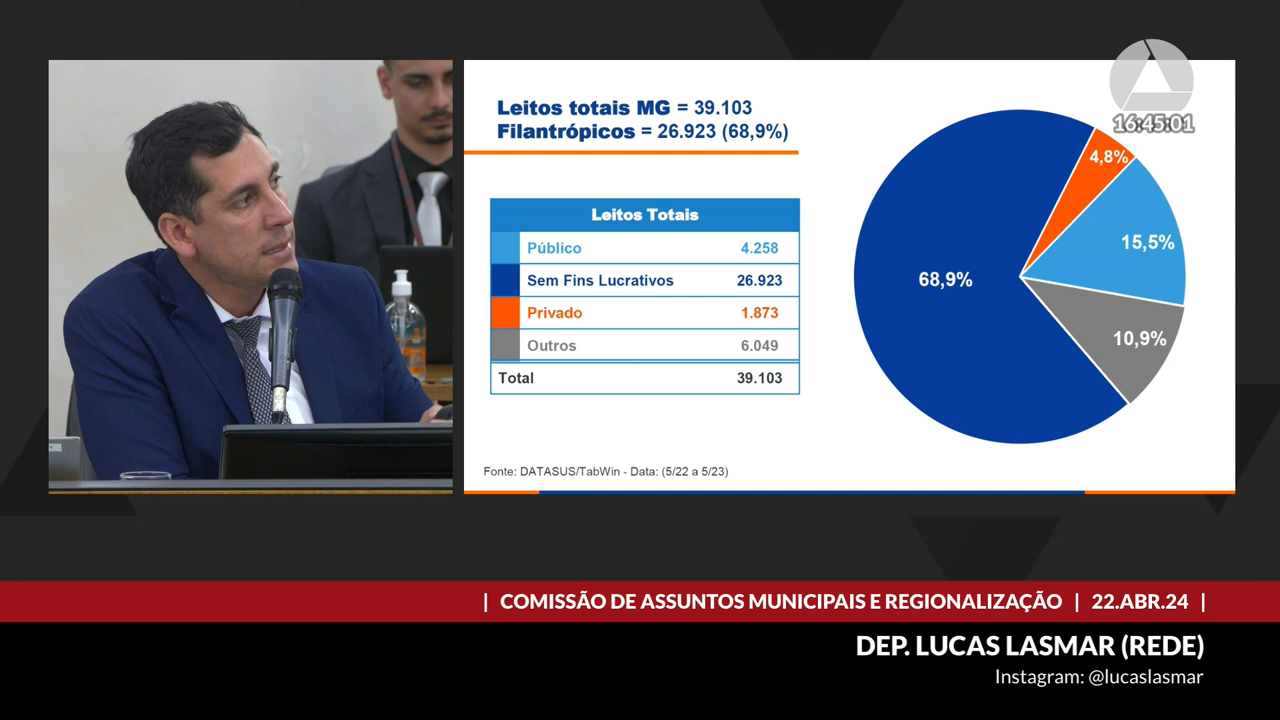 16:45:01
Leitos totais MG = 39.103
Filantrópicos = 26.923 (68,9%)
Leitos Totais
Público 4.258
Sem Fins Lucrativos 26.923
Privado 1.873
Outros 6.049
Total 39.103
4,8%
15,5%
68,9%
10,9%
Fonte: DATASUS/TabWin - Data: (5/22 a 5/23)
| COMISSÃO DE ASSUNTOS MUNICIPAIS E REGIONALIZAÇÃO | 22.ABR.24 |
DEP. LUCAS LASMAR (REDE)
Instagram: @lucaslasmar